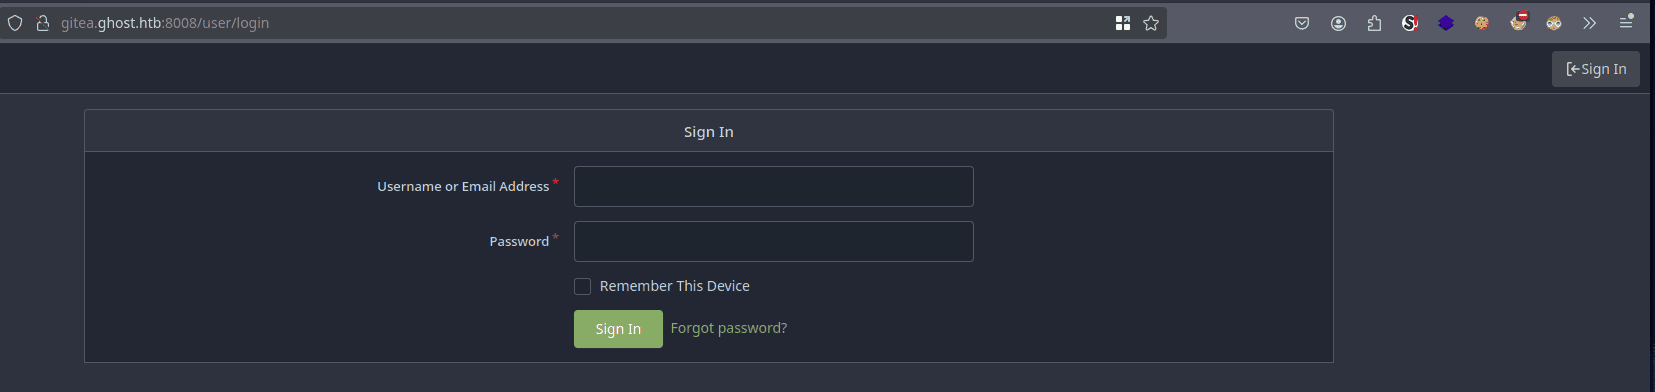 gitea.ghost.htb:8008/user/login
Sign In
Sign In
Username or Email Address *
Password *
Remember This Device
Sign In Forgot password?